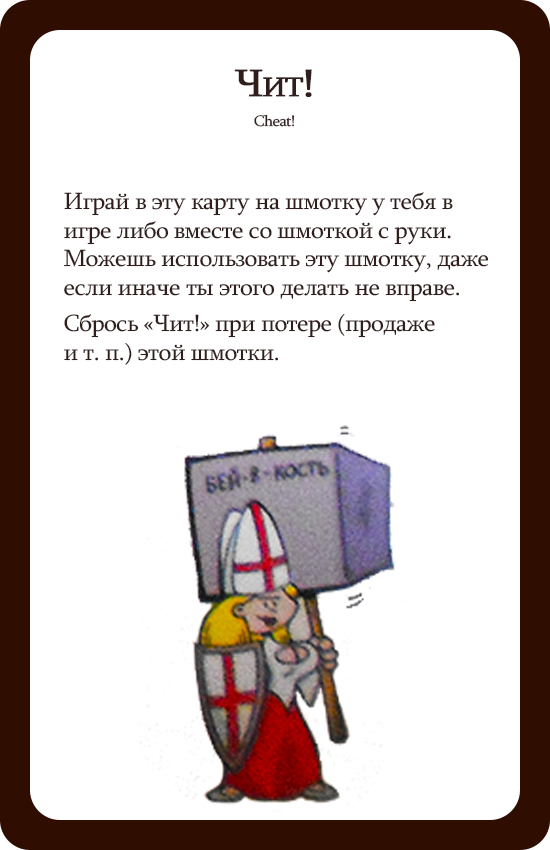 Чит!
Cheat!
Играй в эту карту на шмотку у тебя в
игре либо вместе со шмоткой с руки.
Можешь использовать эту шмотку, даже
если иначе ты этого делать не вправе.
Сбрось «Чит!» при потере (продаже
и т. п.) этой шмотки.
БЕЙ-В-КОСТЬ